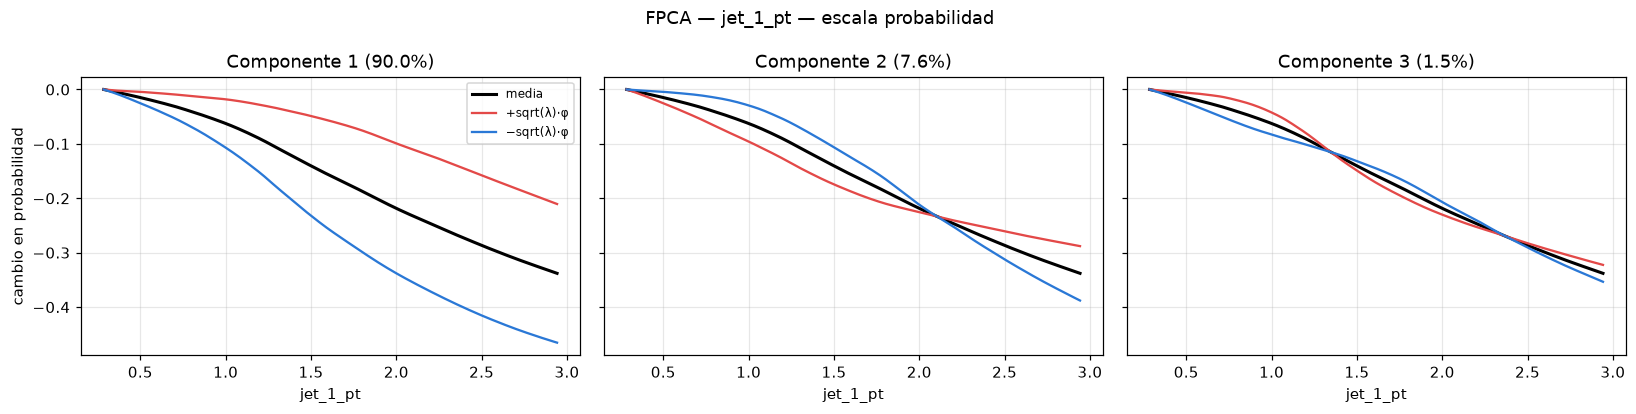 FPCA — jet_1_pt — escala probabilidad
Componente 1 (90.0%)
Componente 2 (7.6%)
Componente 3 (1.5%)
media
+sqrt(λ)·φ
−sqrt(λ)·φ
cambio en probabilidad
0.0
−0.1
−0.2
−0.3
−0.4
0.5 1.0 1.5 2.0 2.5 3.0
0.5 1.0 1.5 2.0 2.5 3.0
0.5 1.0 1.5 2.0 2.5 3.0
jet_1_pt
jet_1_pt
jet_1_pt